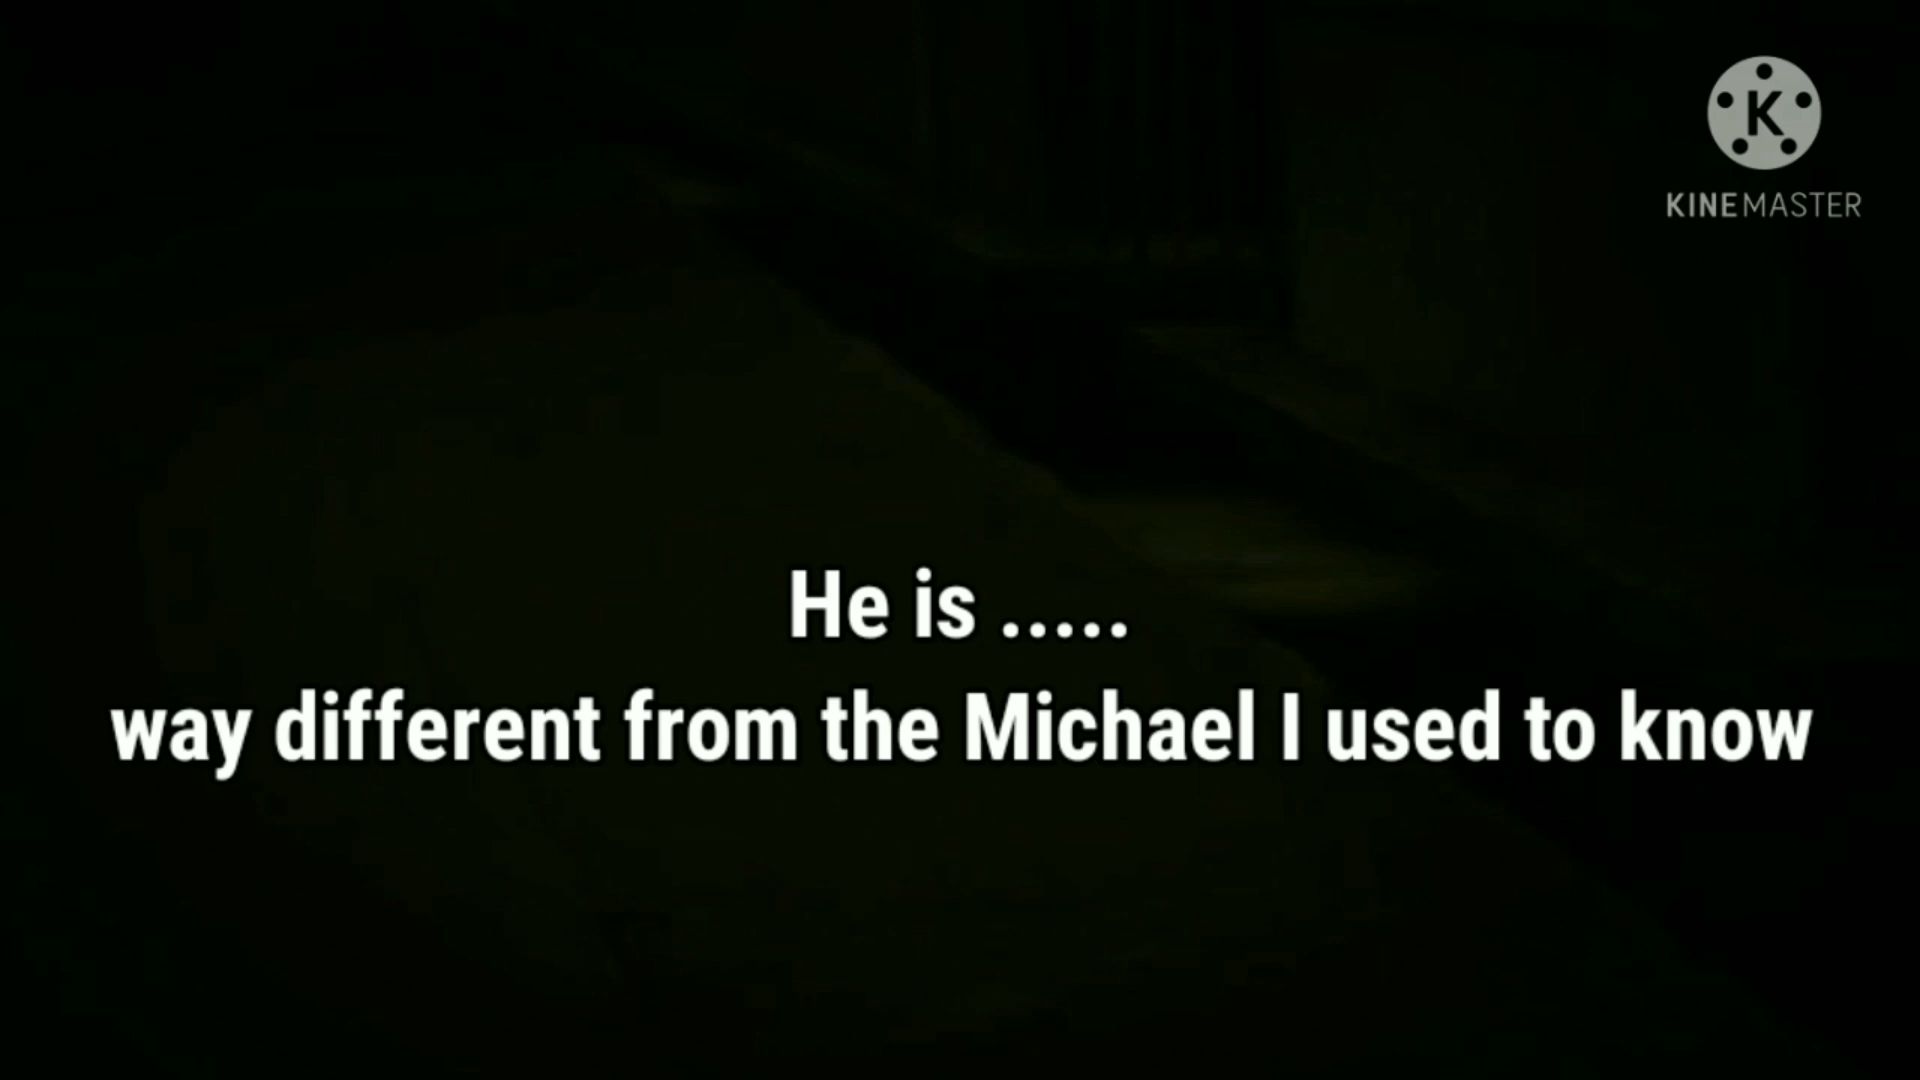 K
KINEMASTER
He is .....
way different from the Michael I used to know